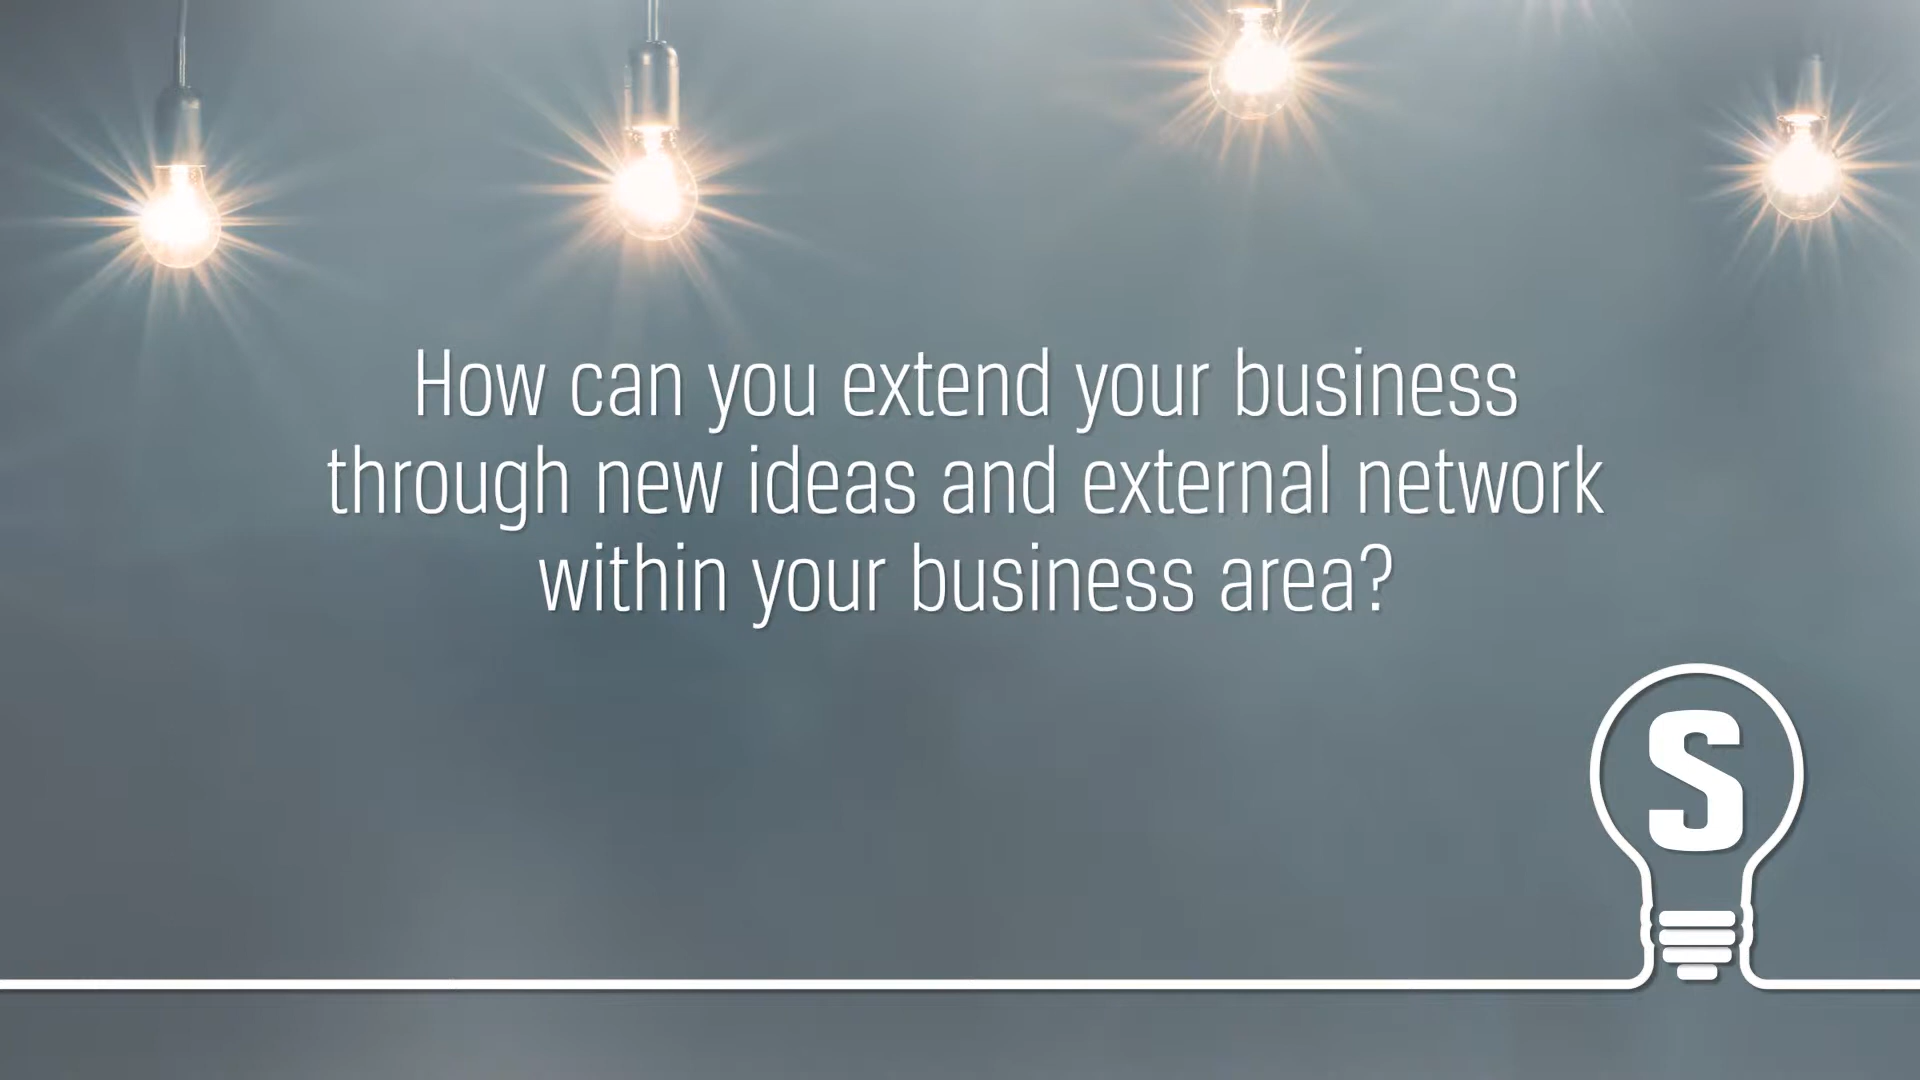 How can you extend your business
through new ideas and external network
within your business area?
S